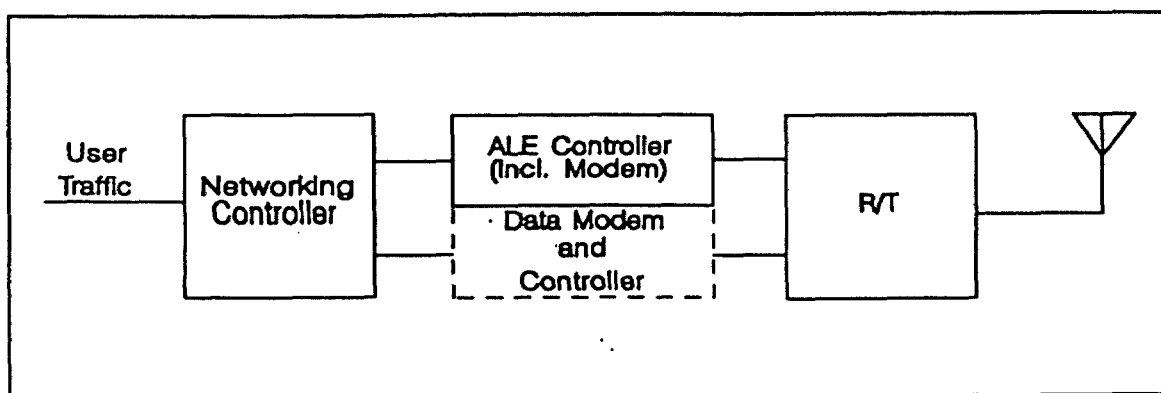 User
Traffic
Networking
Controller
ALE Controller
(Incl. Modem)
Data Modem
and
Controller
R/T